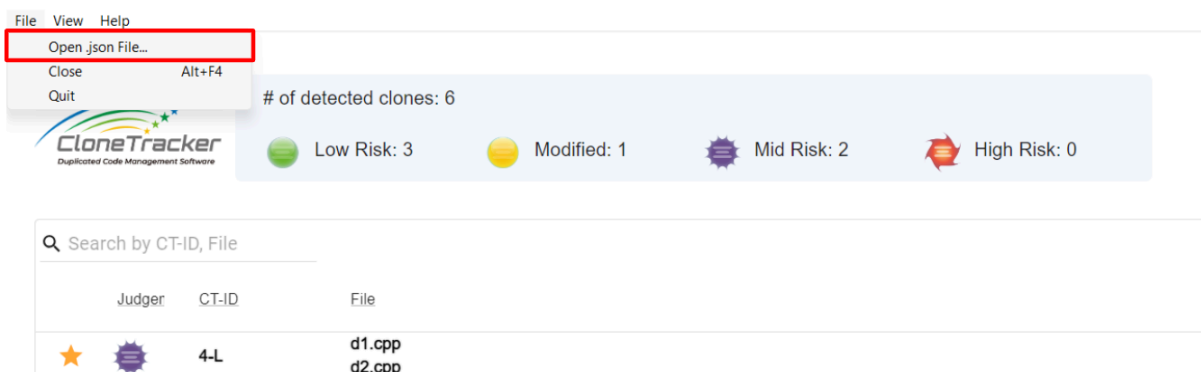 File View Help
Open .json File...
Close Alt+F4
Quit
# of detected clones: 6
CloneTracker
Duplicated Code Management Software
Low Risk: 3
Modified: 1
Mid Risk: 2
High Risk: 0
Search by CT-ID, File
Judger CT-ID File
4-L
d1.cpp
d2.cpp